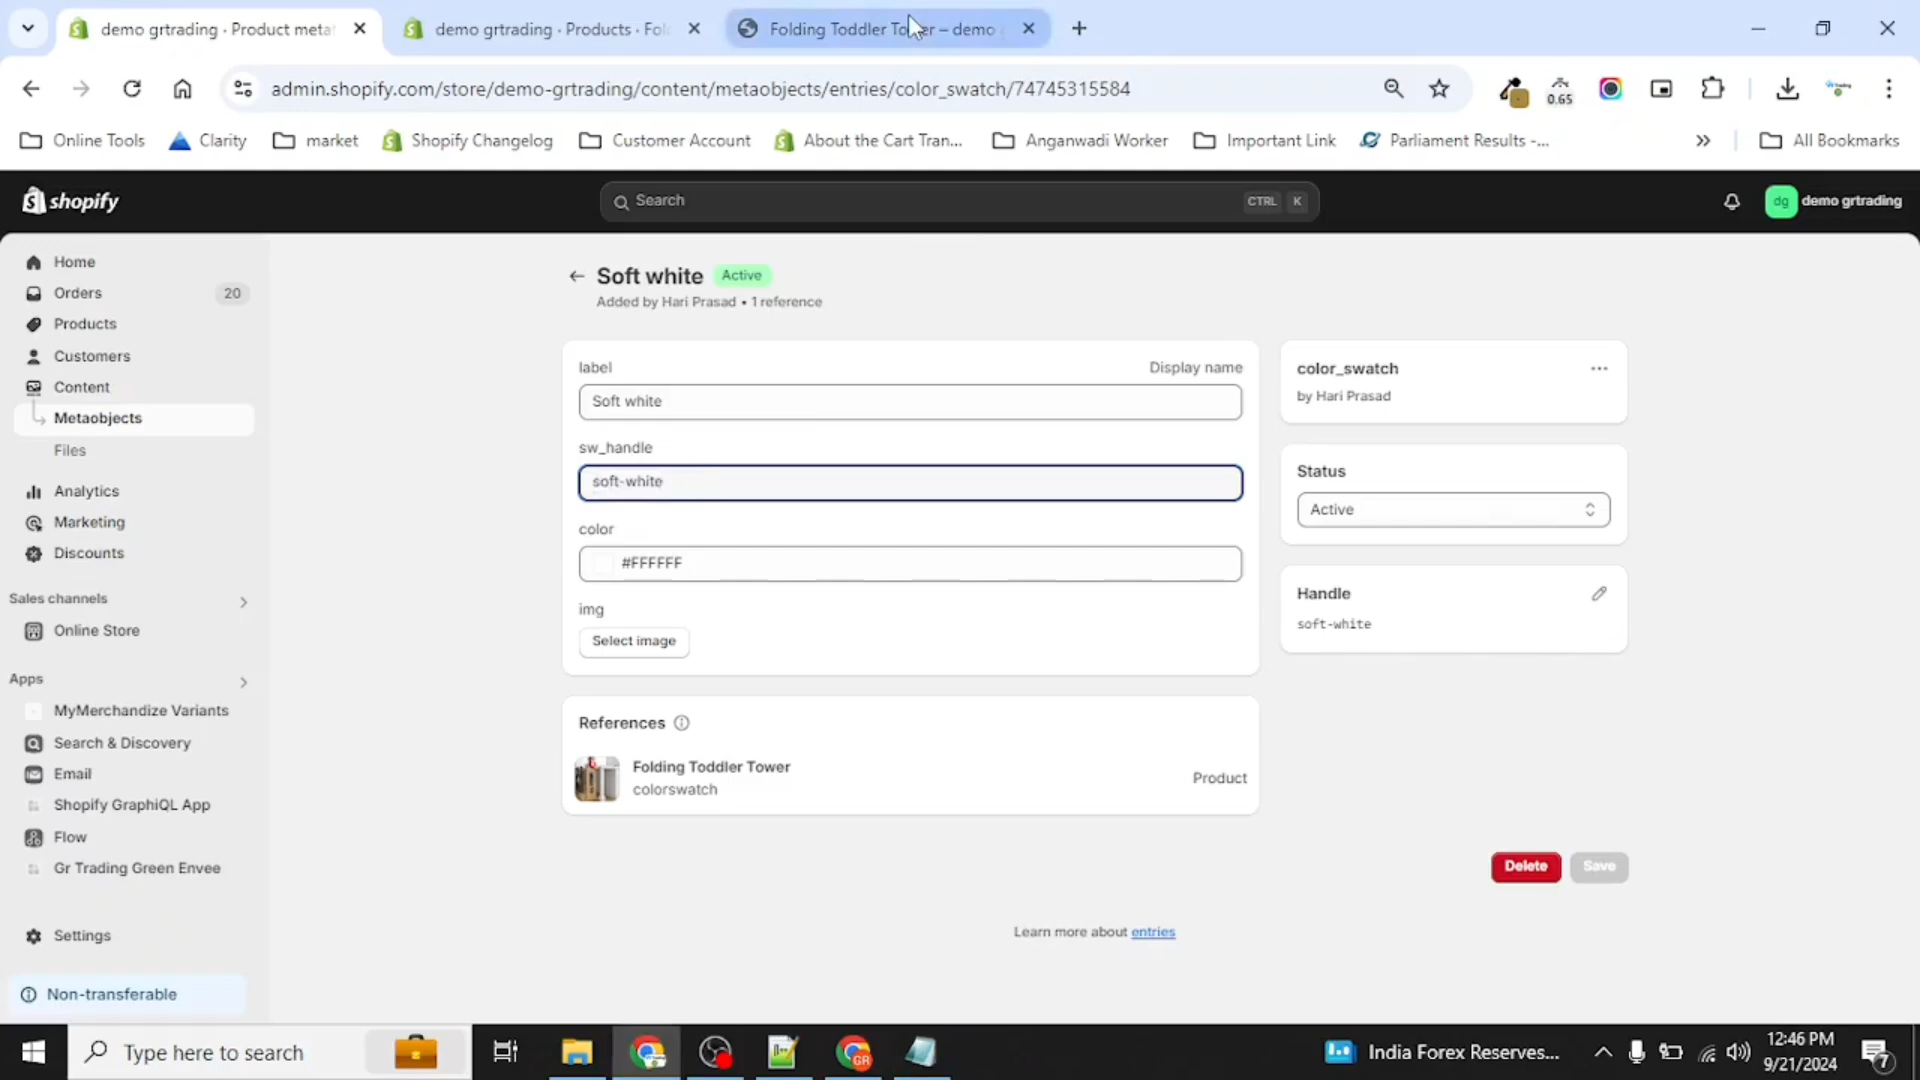 demo grtrading · Product meta
demo grtrading · Products · Fol
Folding Toddler Tower – demo g
admin.shopify.com/store/demo-grtrading/content/metaobjects/entries/color_swatch/74745315584
0.65
Online Tools
Clarity
market
Shopify Changelog
Customer Account
About the Cart Tran...
Anganwadi Worker
Important Link
Parliament Results -...
All Bookmarks
shopify
Search
CTRL K
dg
demo grtrading
Home
Orders 20
Products
Customers
Content
Metaobjects
Files
Analytics
Marketing
Discounts
Sales channels
Online Store
Apps
MyMerchandize Variants
Search & Discovery
Email
Shopify GraphiQL App
Flow
Gr Trading Green Envee
Settings
Non-transferable
Soft white Active
Added by Hari Prasad • 1 reference
label Display name
Soft white
sw_handle
soft-white
color
#FFFFFF
img
Select image
References
Folding Toddler Tower
colorswatch
Product
color_swatch
by Hari Prasad
Status
Active
Handle
soft-white
Delete Save
Learn more about entries
Type here to search
GR
India Forex Reserves...
12:46 PM
9/21/2024
7